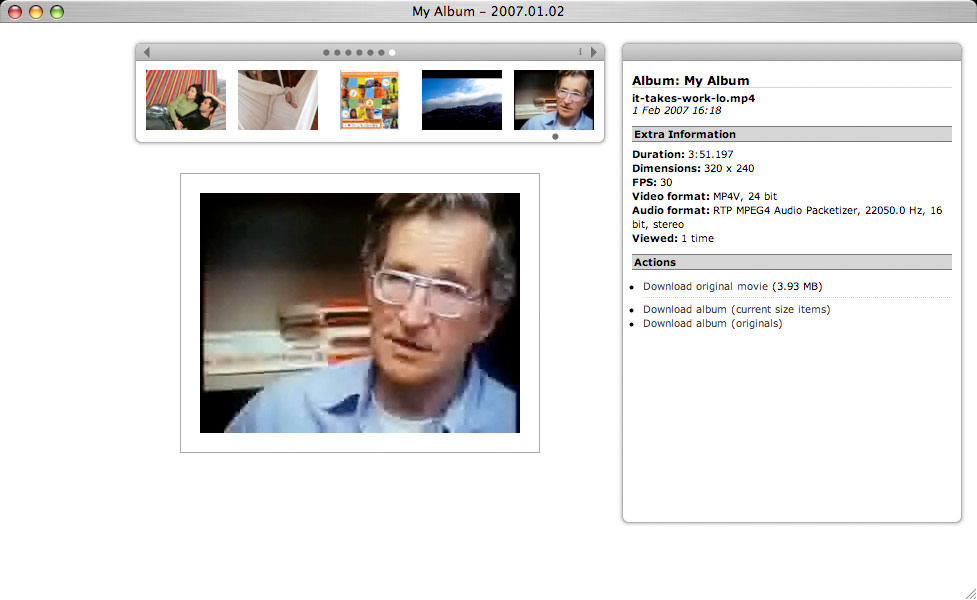 My Album – 2007.01.02
i
Album: My Album
it-takes-work-lo.mp4
1 Feb 2007 16:18
Extra Information
Duration: 3:51.197
Dimensions: 320 x 240
FPS: 30
Video format: MP4V, 24 bit
Audio format: RTP MPEG4 Audio Packetizer, 22050.0 Hz, 16
bit, stereo
Viewed: 1 time
Actions
Download original movie (3.93 MB)
Download album (current size items)
Download album (originals)